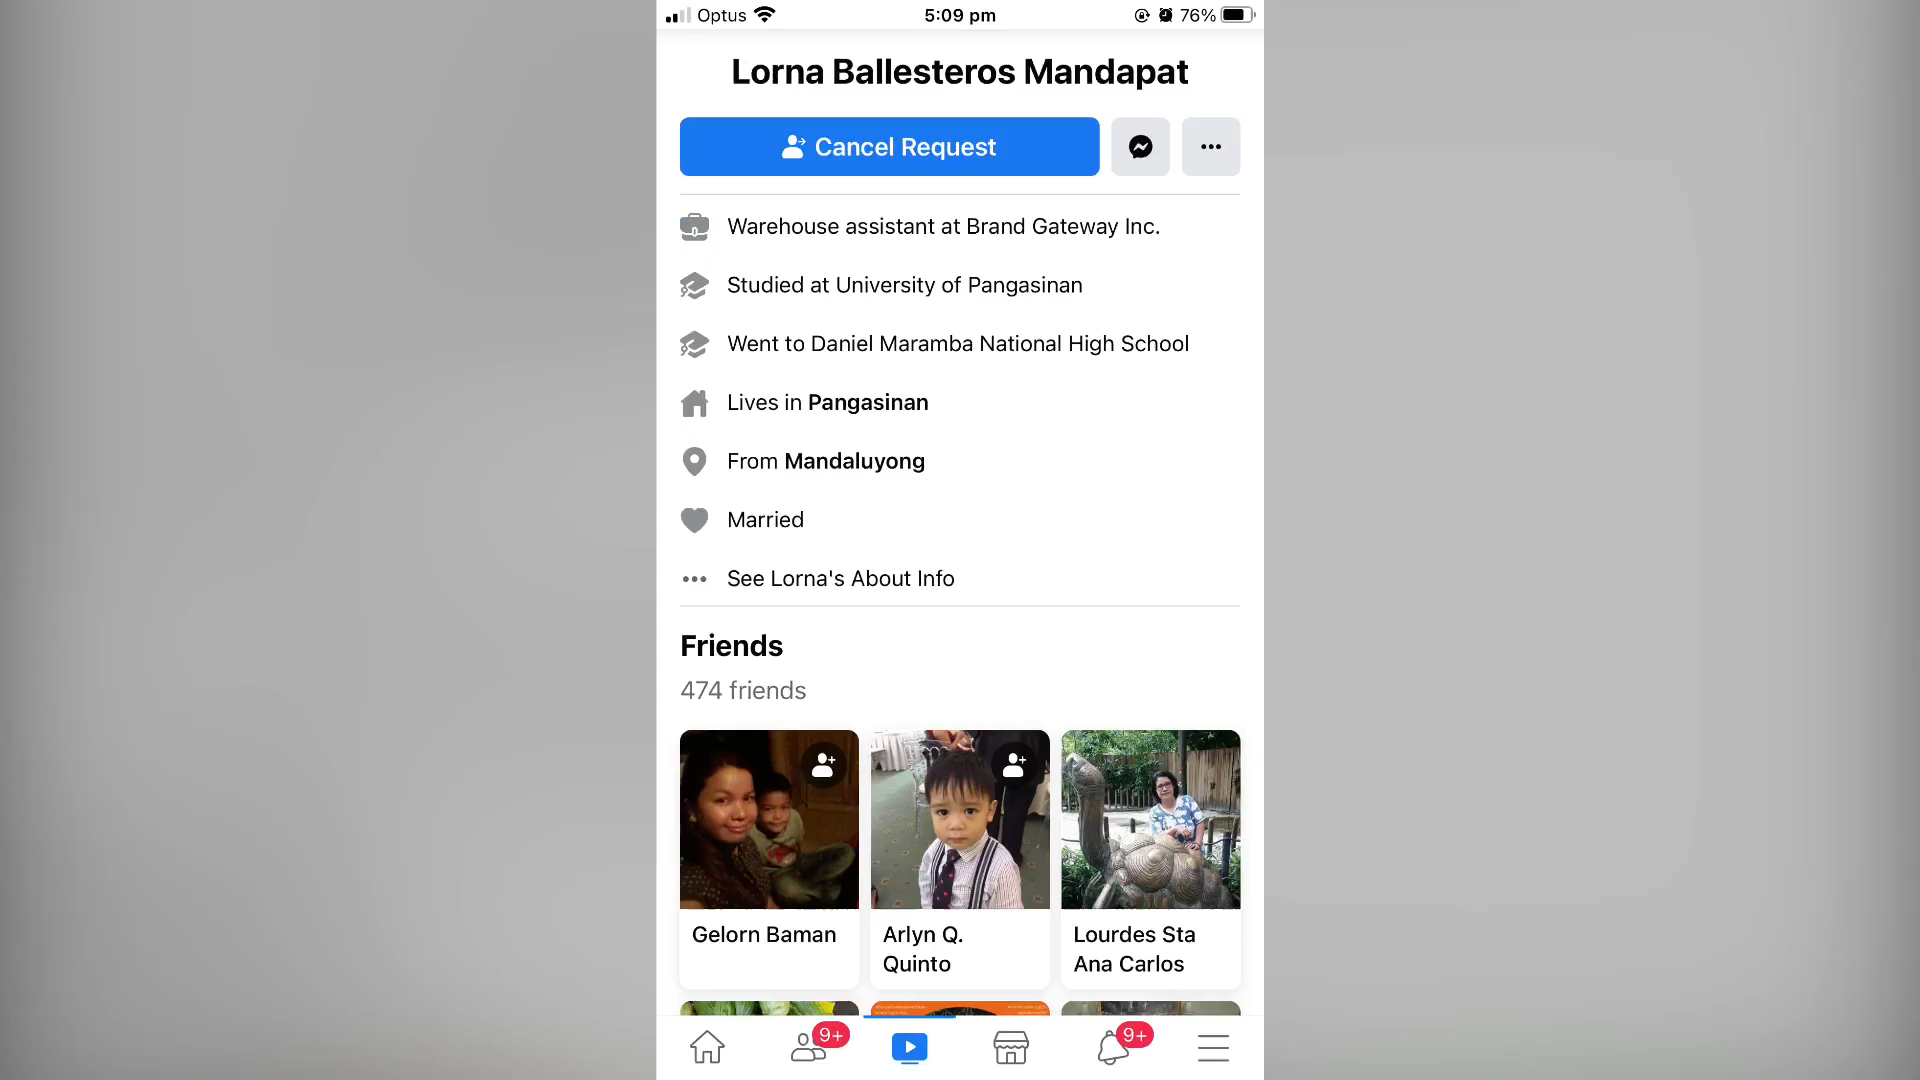 Optus
5:09 pm
76%
Lorna Ballesteros Mandapat
Cancel Request
Warehouse assistant at Brand Gateway Inc.
Studied at University of Pangasinan
Went to Daniel Maramba National High School
Lives in Pangasinan
From Mandaluyong
Married
See Lorna's About Info
Friends
474 friends
Gelorn Baman
Arlyn Q.
Quinto
Lourdes Sta
Ana Carlos
9+
9+